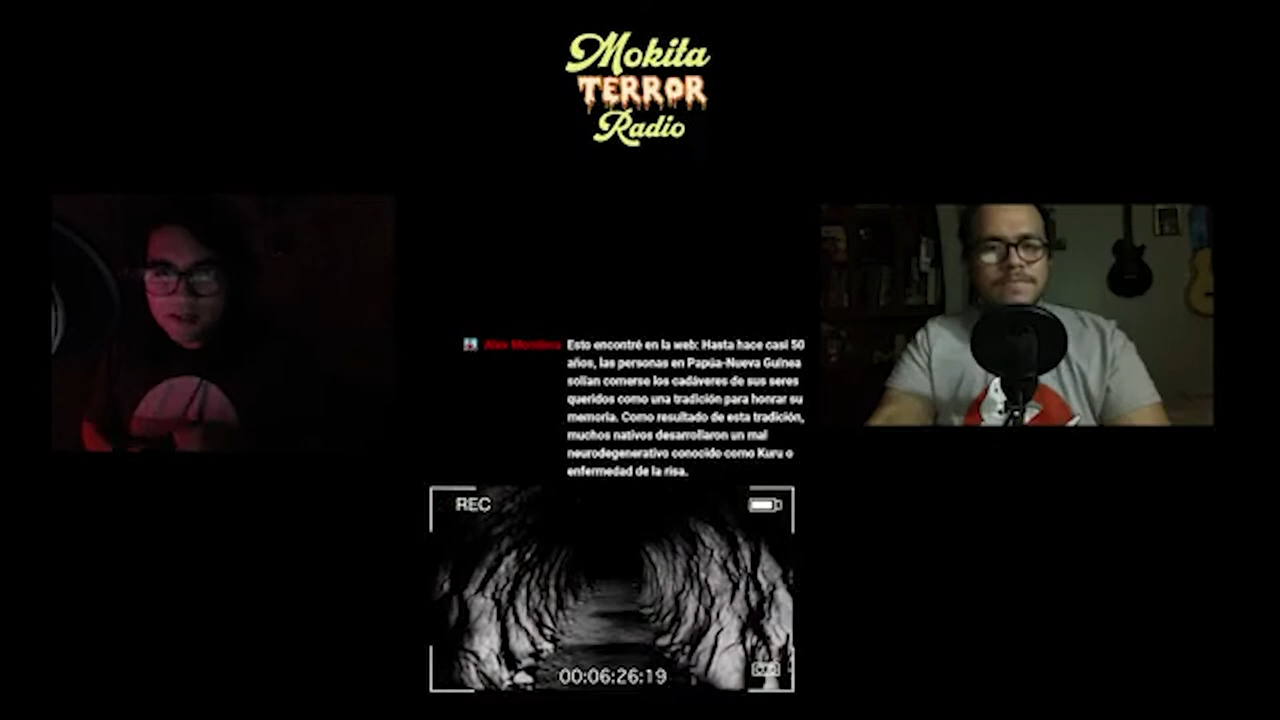 Mokita
TERROR
Radio
Alex Mendoza Esto encontré en la web: Hasta hace casi 50
años, las personas en Papúa-Nueva Guinea
solían comerse los cadáveres de sus seres
queridos como una tradición para honrar su
memoria. Como resultado de esta tradición,
muchos nativos desarrollaron un mal
neurodegenerativo conocido como Kuru o
enfermedad de la risa.
REC
00:06:26:19